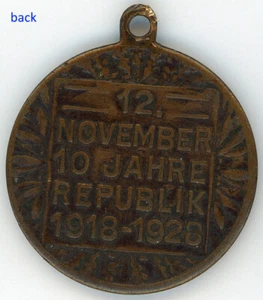 back
12.
NOVEMBER
10 JAHRE
REPUBLIK
1918-1928